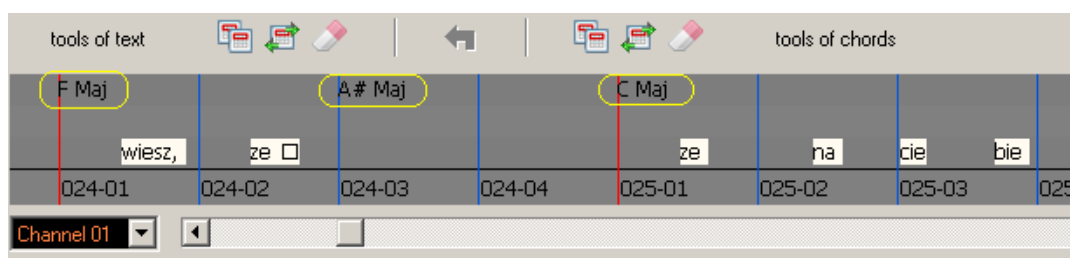 tools of text tools of chords
F Maj A# Maj C Maj
wiesz, ze ze na cie bie
024-01 024-02 024-03 024-04 025-01 025-02 025-03 025
Channel 01